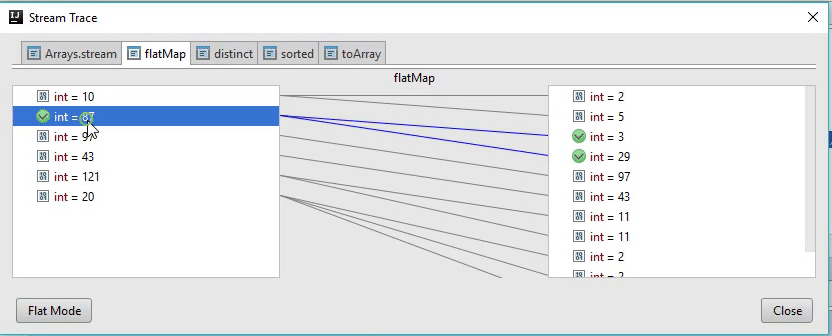 Stream Trace
Arrays.stream flatMap distinct sorted toArray
flatMap
int = 10
int = 87
int = 97
int = 43
int = 121
int = 20
int = 2
int = 5
int = 3
int = 29
int = 97
int = 43
int = 11
int = 11
int = 2
int = 2
Flat Mode
Close